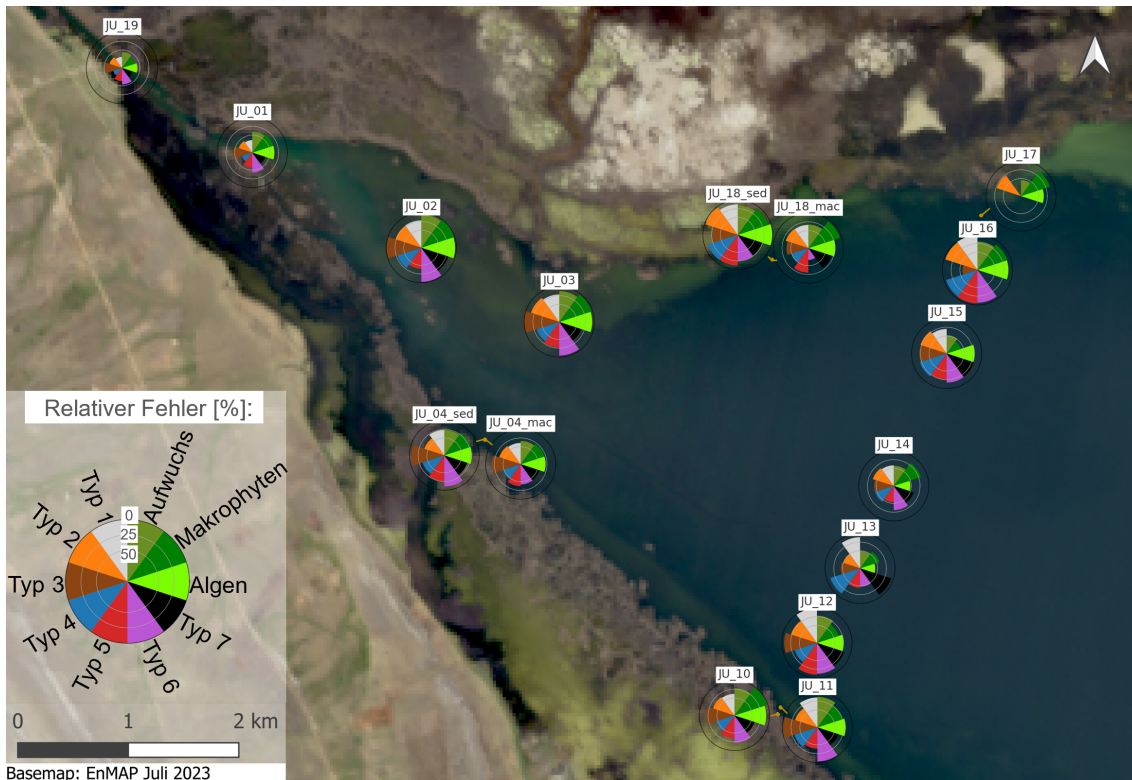 JU_19
JU_01
JU_17
JU_18_sed
JU_02
JU_18_mac
JU_16
JU_03
JU_15
Relativer Fehler [%]:
JU_04_sed
JU_04_mac
JU_14
Aufwuchs
Makrophyten
Typ 1
0
25
50
Typ 2
JU_13
Typ 3
Algen
JU_12
Typ 4
Typ 7
Typ 5
Typ 6
JU_10
JU_11
0 1 2 km
Basemap: EnMAP Juli 2023